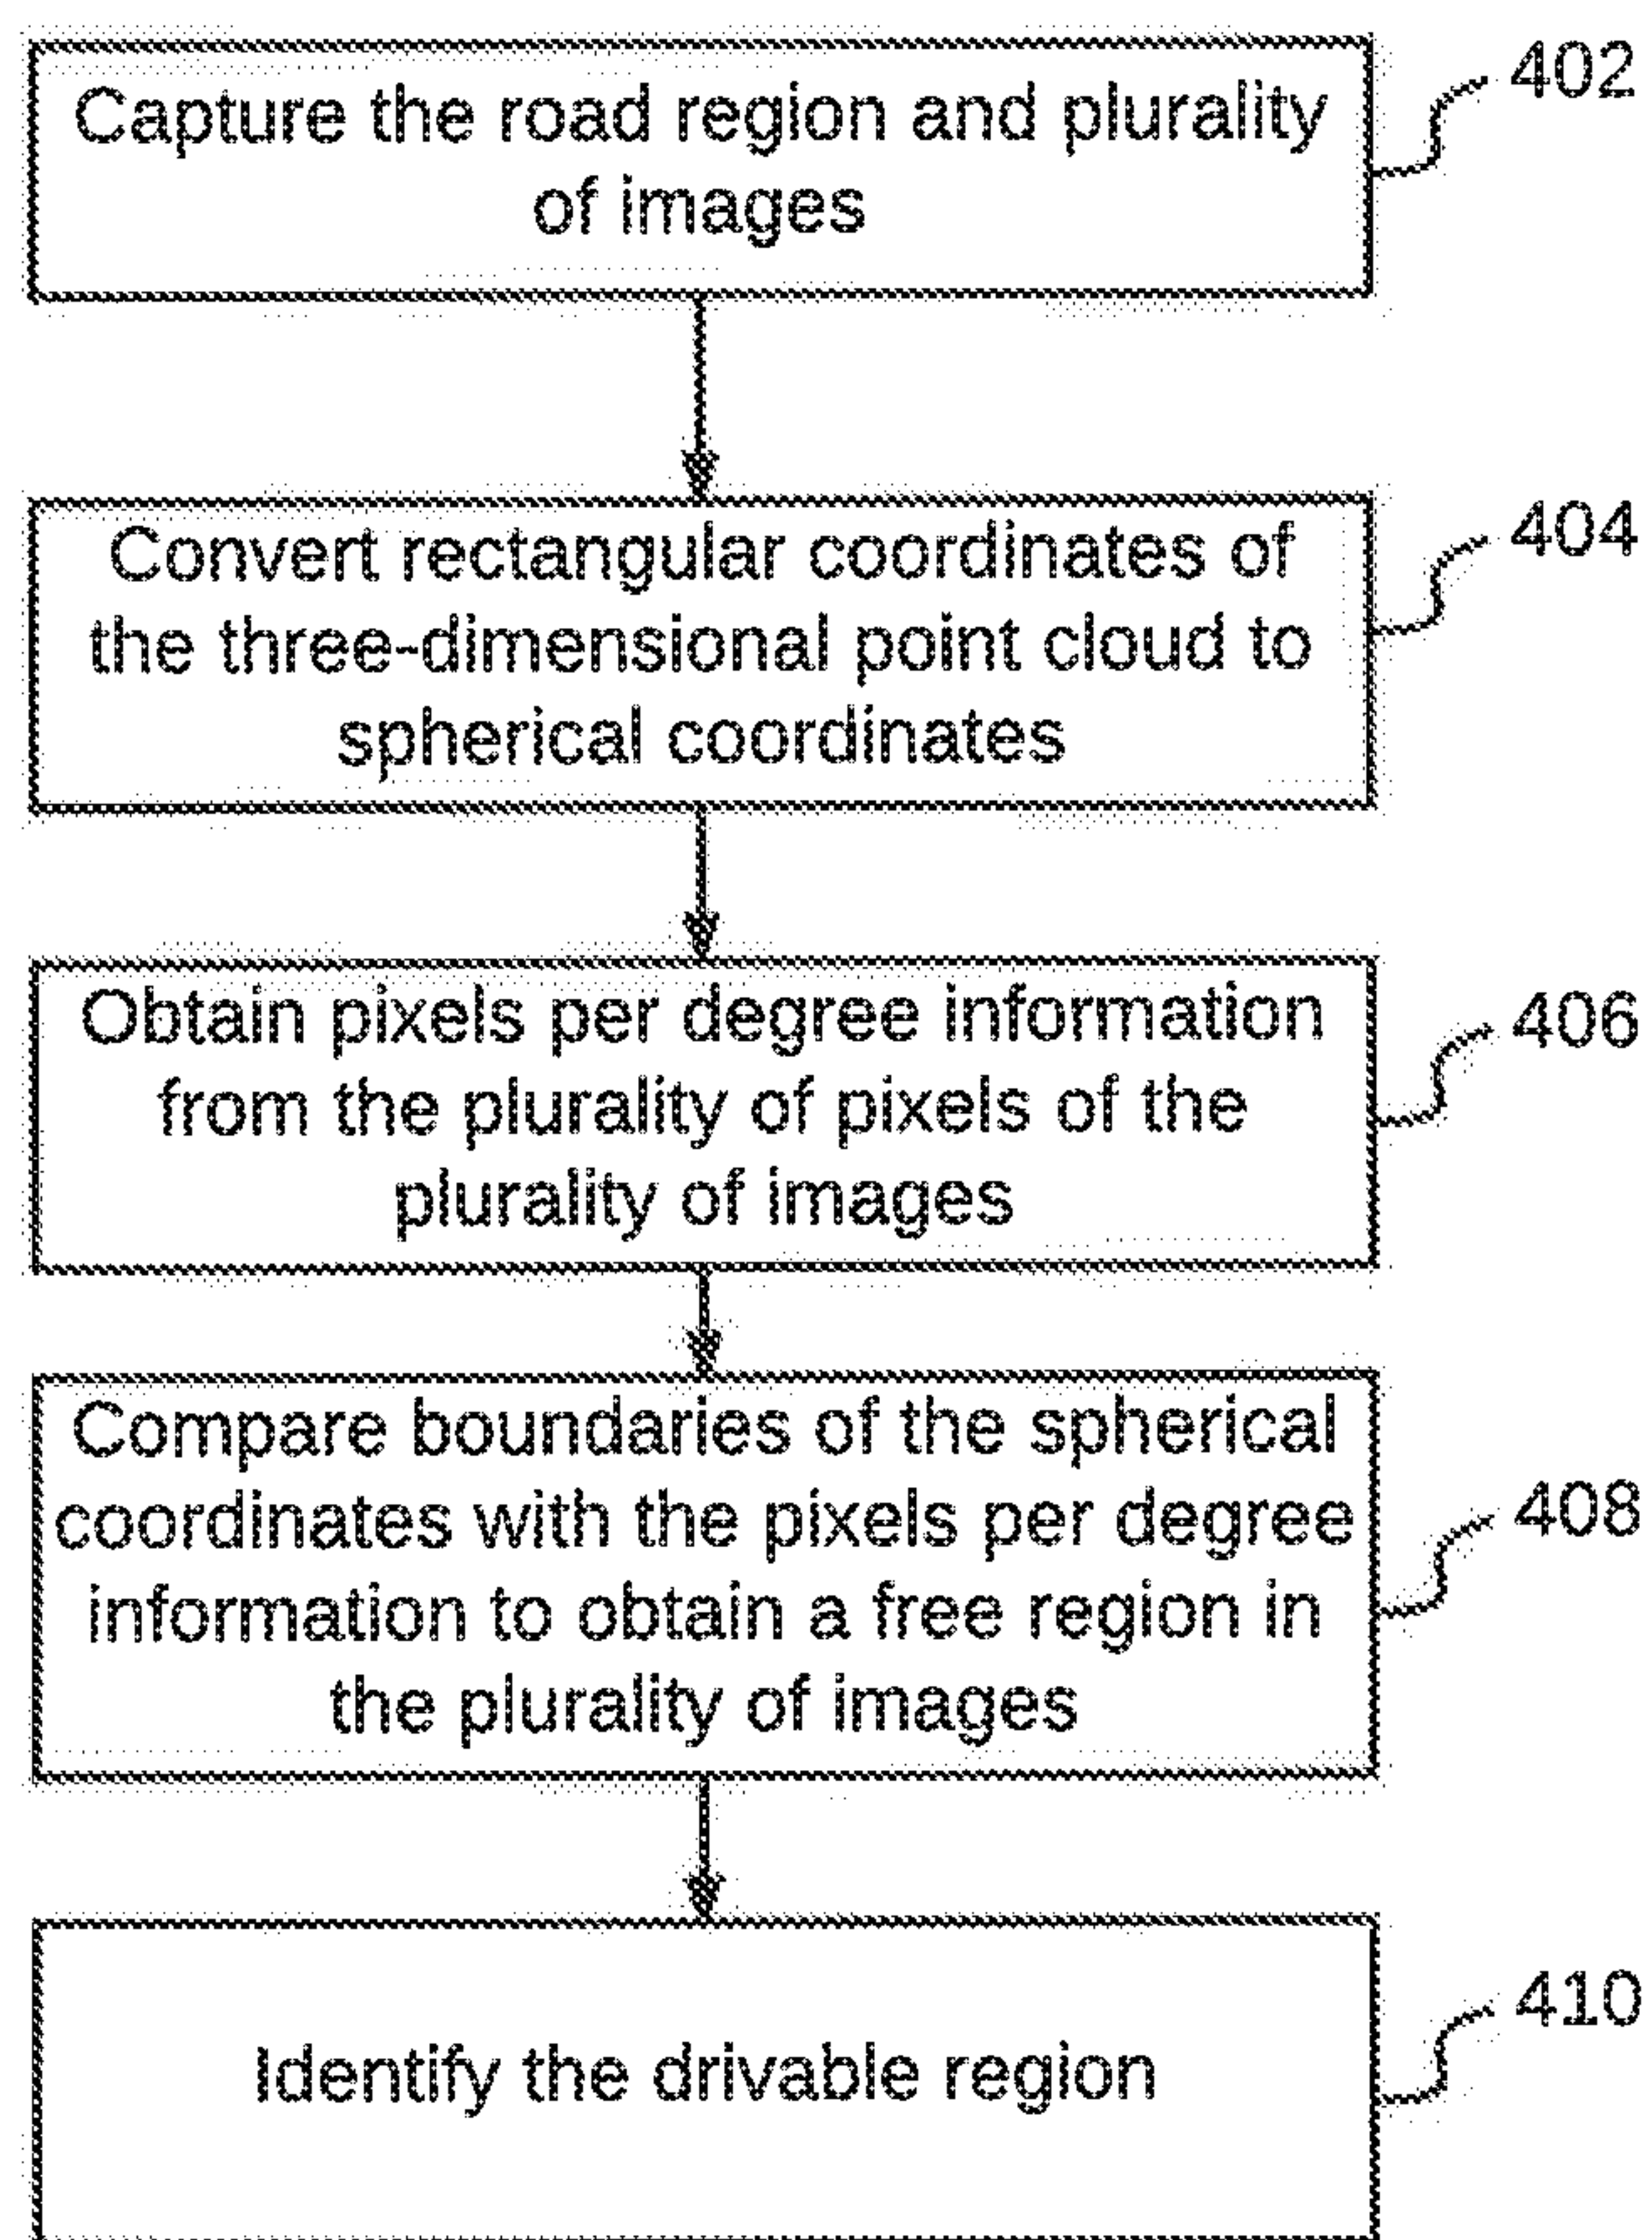 Capture the road region and plurality
of images
402
Convert rectangular coordinates of
the three-dimensional point cloud to
spherical coordinates
404
Obtain pixels per degree information
from the plurality of pixels of the
plurality of images
406
Compare boundaries of the spherical
coordinates with the pixels per degree
information to obtain a free region in
the plurality of images
408
Identify the drivable region
410